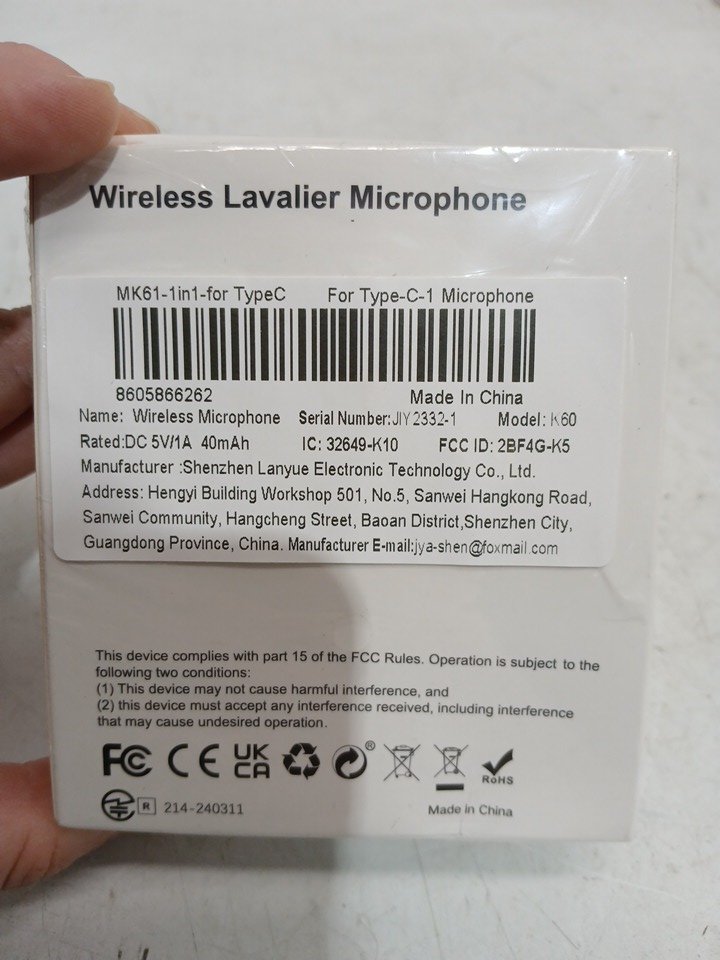 Wireless Lavalier Microphone
MK61-1in1-for TypeC For Type-C-1 Microphone
8605866262 Made In China
Name: Wireless Microphone Serial Number:JIY2332-1 Model: K60
Rated:DC 5V/1A 40mAh IC: 32649-K10 FCC ID: 2BF4G-K5
Manufacturer :Shenzhen Lanyue Electronic Technology Co., Ltd.
Address: Hengyi Building Workshop 501, No.5, Sanwei Hangkong Road,
Sanwei Community, Hangcheng Street, Baoan District,Shenzhen City,
Guangdong Province, China. Manufacturer E-mail:jya-shen@foxmail.com
This device complies with part 15 of the FCC Rules. Operation is subject to the
following two conditions:
(1) This device may not cause harmful interference, and
(2) this device must accept any interference received, including interference
that may cause undesired operation.
FC CE UK CA ® RoHS
R 214-240311 Made in China